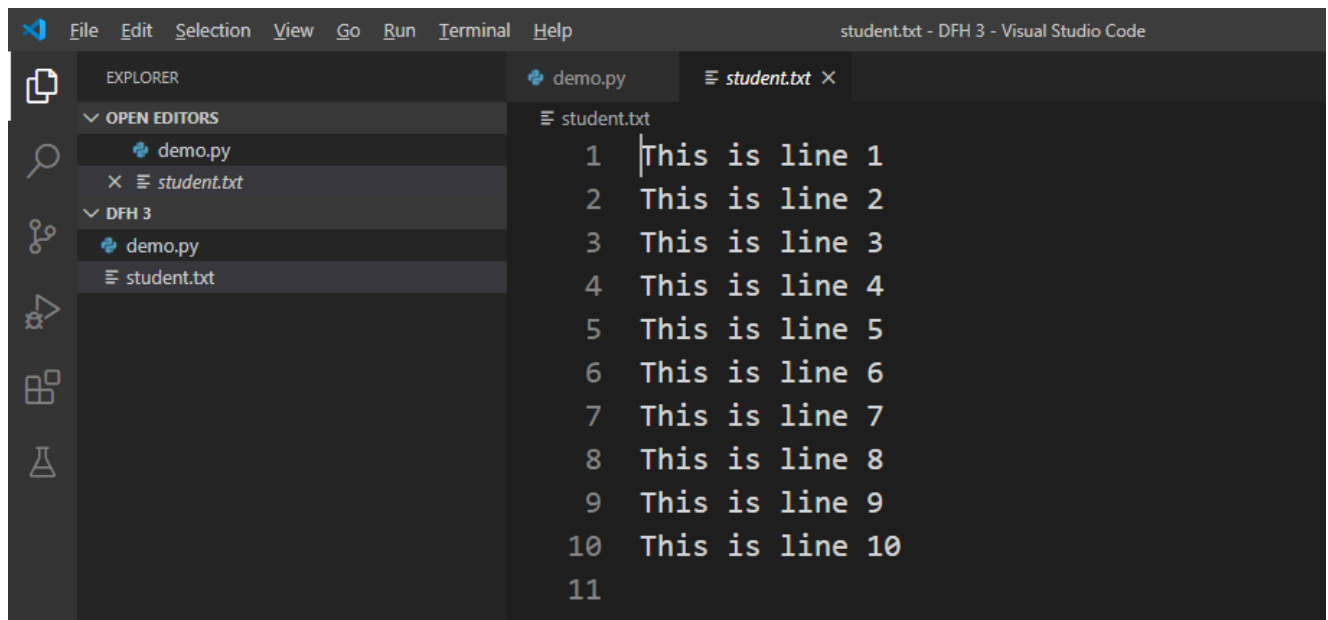 File Edit Selection View Go Run Terminal Help student.txt - DFH 3 - Visual Studio Code
EXPLORER
OPEN EDITORS
demo.py
student.txt
DFH 3
demo.py
student.txt
demo.py student.txt
student.txt
1 This is line 1
2 This is line 2
3 This is line 3
4 This is line 4
5 This is line 5
6 This is line 6
7 This is line 7
8 This is line 8
9 This is line 9
10 This is line 10
11